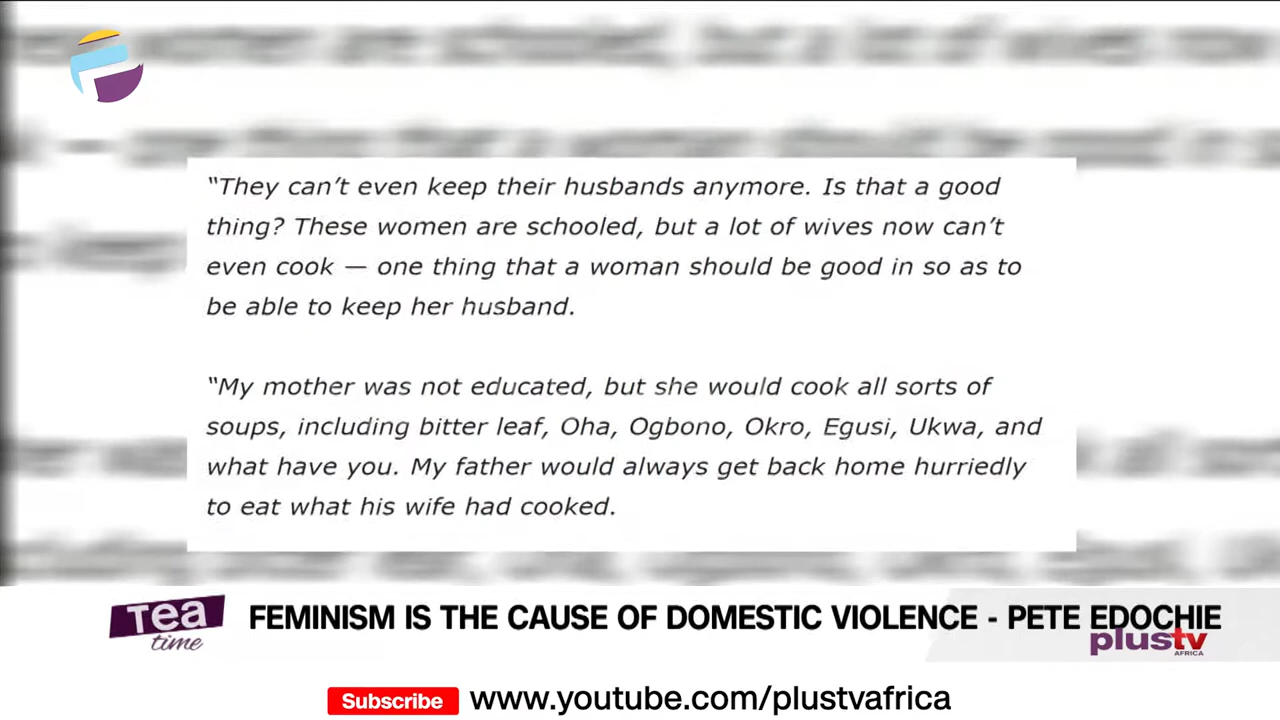 “They can’t even keep their husbands anymore. Is that a good
thing? These women are schooled, but a lot of wives now can’t
even cook — one thing that a woman should be good in so as to
be able to keep her husband.
“My mother was not educated, but she would cook all sorts of
soups, including bitter leaf, Oha, Ogbono, Okro, Egusi, Ukwa, and
what have you. My father would always get back home hurriedly
to eat what his wife had cooked.
Tea
time
FEMINISM IS THE CAUSE OF DOMESTIC VIOLENCE - PETE EDOCHIE
plustv
AFRICA
Subscribe www.youtube.com/plustvafrica